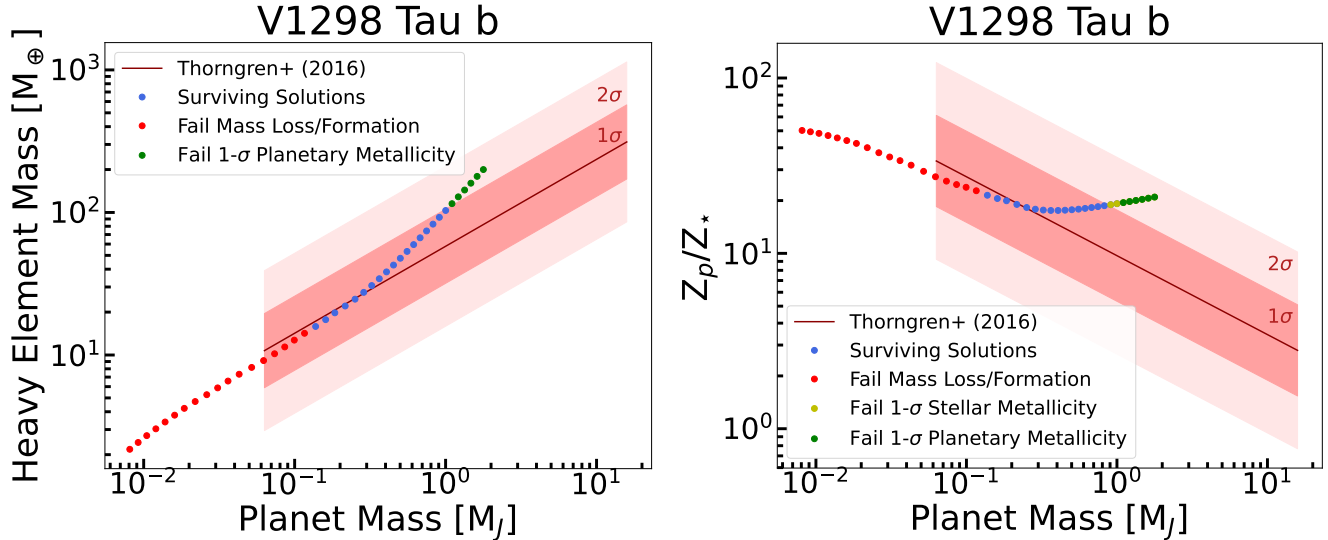 V1298 Tau b
Heavy Element Mass [M⊕]
10³
10²
10¹
Thorngren+ (2016)
Surviving Solutions
Fail Mass Loss/Formation
Fail 1-σ Planetary Metallicity
2σ
1σ
10⁻²
10⁻¹
10⁰
10¹
Planet Mass [M_J]
V1298 Tau b
Z_p/Z⋆
10²
10¹
10⁰
2σ
1σ
Thorngren+ (2016)
Surviving Solutions
Fail Mass Loss/Formation
Fail 1-σ Stellar Metallicity
Fail 1-σ Planetary Metallicity
10⁻²
10⁻¹
10⁰
10¹
Planet Mass [M_J]